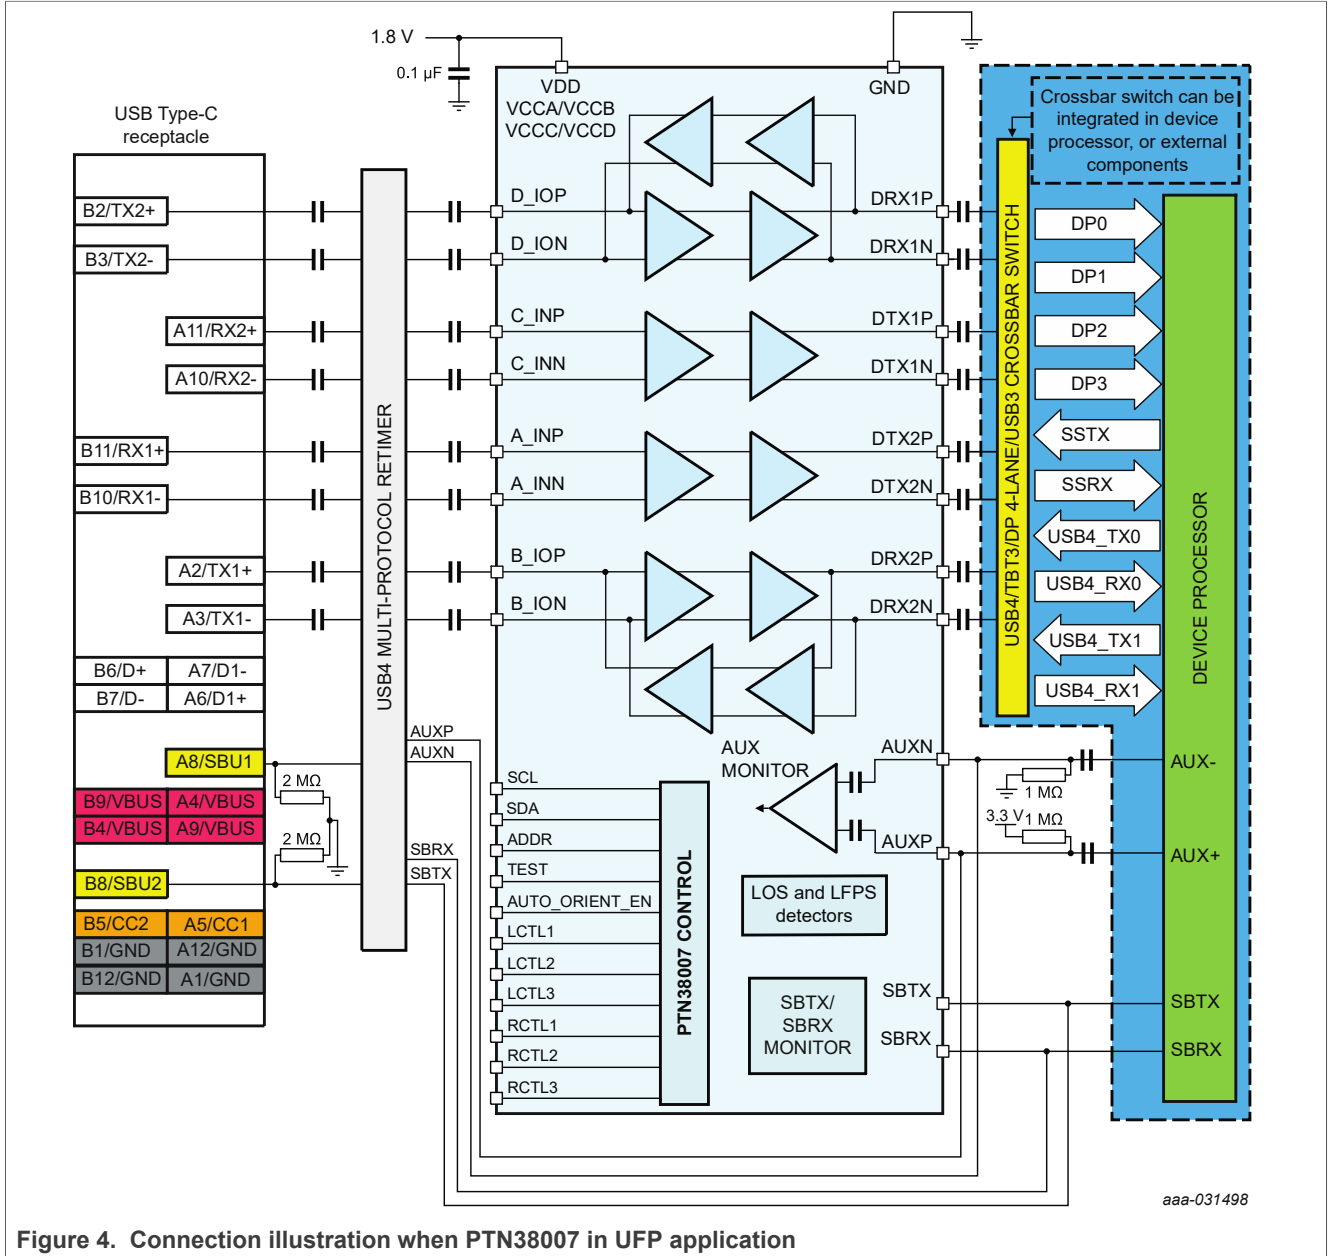 1.8 V
0.1 µF
VDD
VCCA/VCCB
VCCC/VCCD
GND
Crossbar switch can be
integrated in device
processor, or external
components
USB Type-C
receptacle
B2/TX2+
B3/TX2-
A11/RX2+
A10/RX2-
B11/RX1+
B10/RX1-
A2/TX1+
A3/TX1-
B6/D+ A7/D1-
B7/D- A6/D1+
A8/SBU1
B9/VBUS A4/VBUS
B4/VBUS A9/VBUS
B8/SBU2
B5/CC2 A5/CC1
B1/GND A12/GND
B12/GND A1/GND
2 MΩ
2 MΩ
USB4 MULTI-PROTOCOL RETIMER
AUXP
AUXN
SBRX
SBTX
D_IOP
D_ION
C_INP
C_INN
A_INP
A_INN
B_IOP
B_ION
DRX1P
DRX1N
DTX1P
DTX1N
DTX2P
DTX2N
DRX2P
DRX2N
SCL
SDA
ADDR
TEST
AUTO_ORIENT_EN
LCTL1
LCTL2
LCTL3
RCTL1
RCTL2
RCTL3
PTN38007 CONTROL
AUX
MONITOR
AUXN
AUXP
LOS and LFPS
detectors
SBTX/
SBRX
MONITOR
SBTX
SBRX
USB4/TBT3/DP 4-LANE/USB3 CROSSBAR SWITCH
DP0
DP1
DP2
DP3
SSTX
SSRX
USB4_TX0
USB4_RX0
USB4_TX1
USB4_RX1
DEVICE PROCESSOR
1 MΩ
3.3 V 1 MΩ
AUX-
AUX+
SBTX
SBRX
aaa-031498
Figure 4. Connection illustration when PTN38007 in UFP application